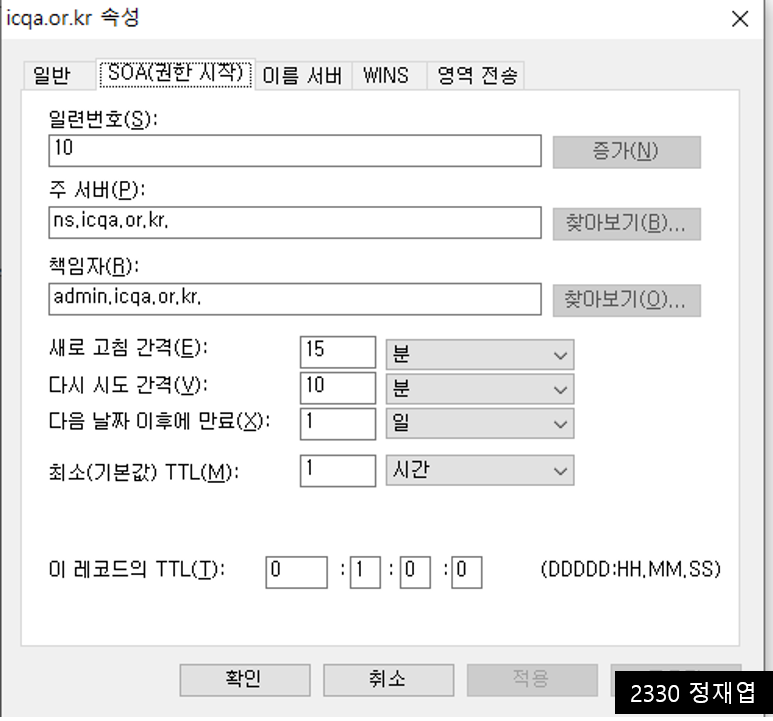 icqa.or.kr 속성
일반 SOA(권한 시작) 이름 서버 WINS 영역 전송
일련번호(S):
10 증가(N)
주 서버(P):
ns.icqa.or.kr. 찾아보기(B)...
책임자(R):
admin.icqa.or.kr. 찾아보기(O)...
새로 고침 간격(E): 15 분
다시 시도 간격(V): 10 분
다음 날짜 이후에 만료(X): 1 일
최소(기본값) TTL(M): 1 시간
이 레코드의 TTL(T): 0 :1 :0 :0 (DDDDD:HH.MM.SS)
확인 취소 적용
2330 정재엽